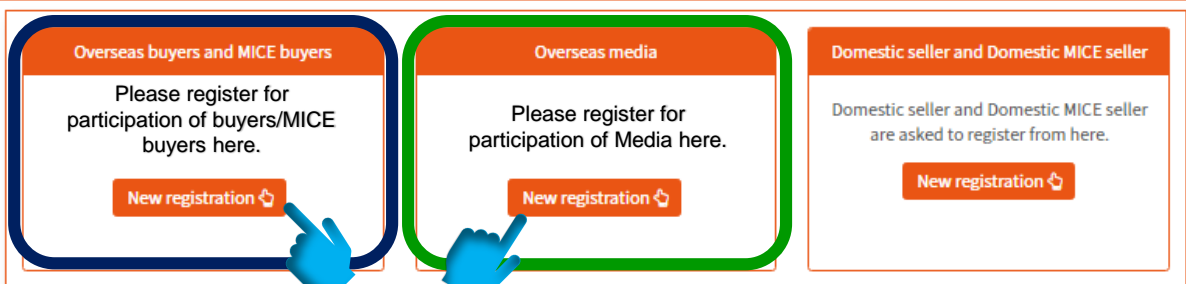 Overseas buyers and MICE buyers
Please register for
participation of buyers/MICE
buyers here.
New registration
Overseas media
Please register for
participation of Media here.
New registration
Domestic seller and Domestic MICE seller
Domestic seller and Domestic MICE seller
are asked to register from here.
New registration